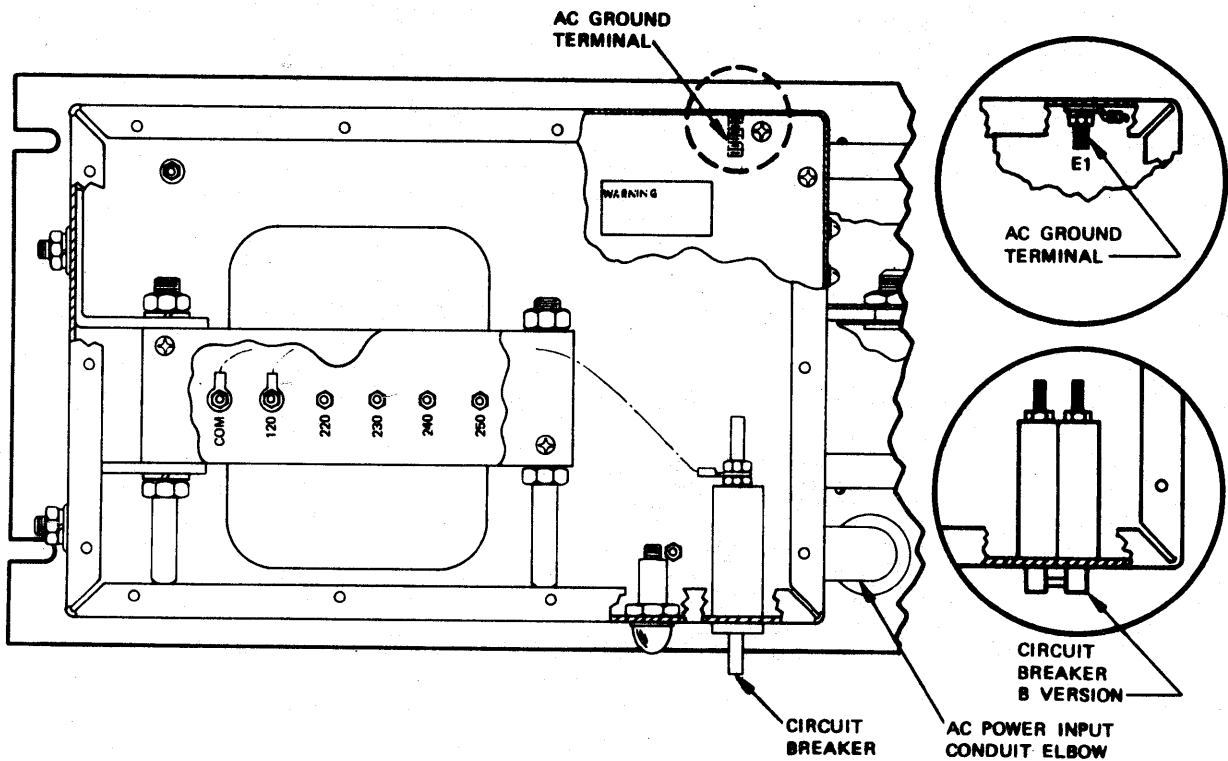 AC GROUND
TERMINAL
WARNING
E1
AC GROUND
TERMINAL
COM
120
220
230
240
250
CIRCUIT
BREAKER
B VERSION
CIRCUIT
BREAKER
AC POWER INPUT
CONDUIT ELBOW